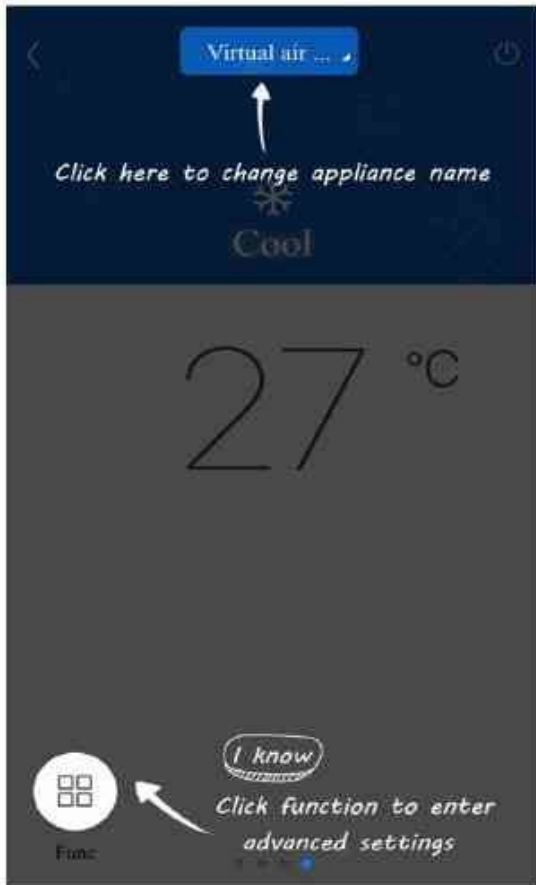 Virtual air ...
Click here to change appliance name
Cool
27 °C
I know
Click function to enter
advanced settings
Func